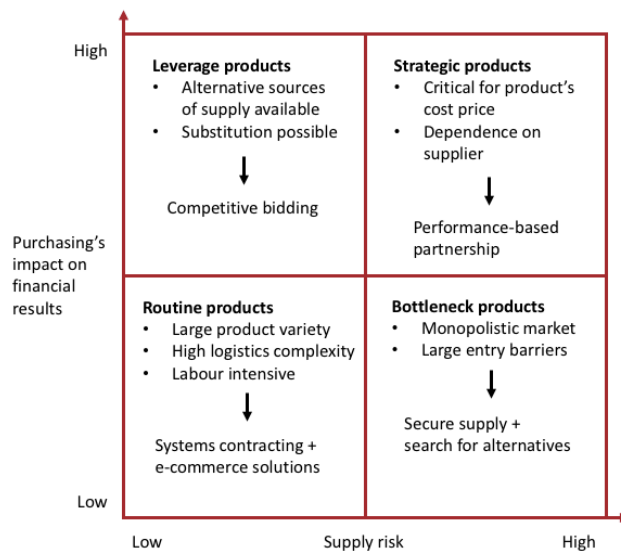 High
Leverage products
• Alternative sources
of supply available
• Substitution possible
Competitive bidding
Strategic products
• Critical for product's
cost price
• Dependence on
supplier
Performance-based
partnership
Purchasing's
impact on
financial
results
Routine products
• Large product variety
• High logistics complexity
• Labour intensive
Systems contracting +
e-commerce solutions
Bottleneck products
• Monopolistic market
• Large entry barriers
Secure supply +
search for alternatives
Low
Low
Supply risk
High